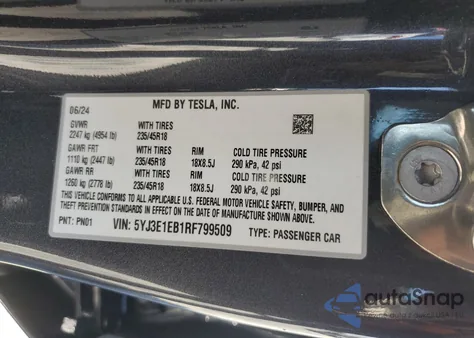 06/24 MFD BY TESLA, INC.
GVWR WITH TIRES
2247 kg (4954 lb) 235/45R18
GAWR FRT WITH TIRES RIM COLD TIRE PRESSURE
1110 kg (2447 lb) 235/45R18 18X8.5J 290 kPa, 42 psi
GAWR RR WITH TIRES RIM COLD TIRE PRESSURE
1260 kg (2778 lb) 235/45R18 18X8.5J 290 kPa, 42 psi
THIS VEHICLE CONFORMS TO ALL APPLICABLE U.S. FEDERAL MOTOR VEHICLE SAFETY, BUMPER, AND
THEFT PREVENTION STANDARDS IN EFFECT ON THE DATE OF MANUFACTURE SHOWN ABOVE.
PNT: PN01 VIN: 5YJ3E1EB1RF799509 TYPE: PASSENGER CAR
autoSnap